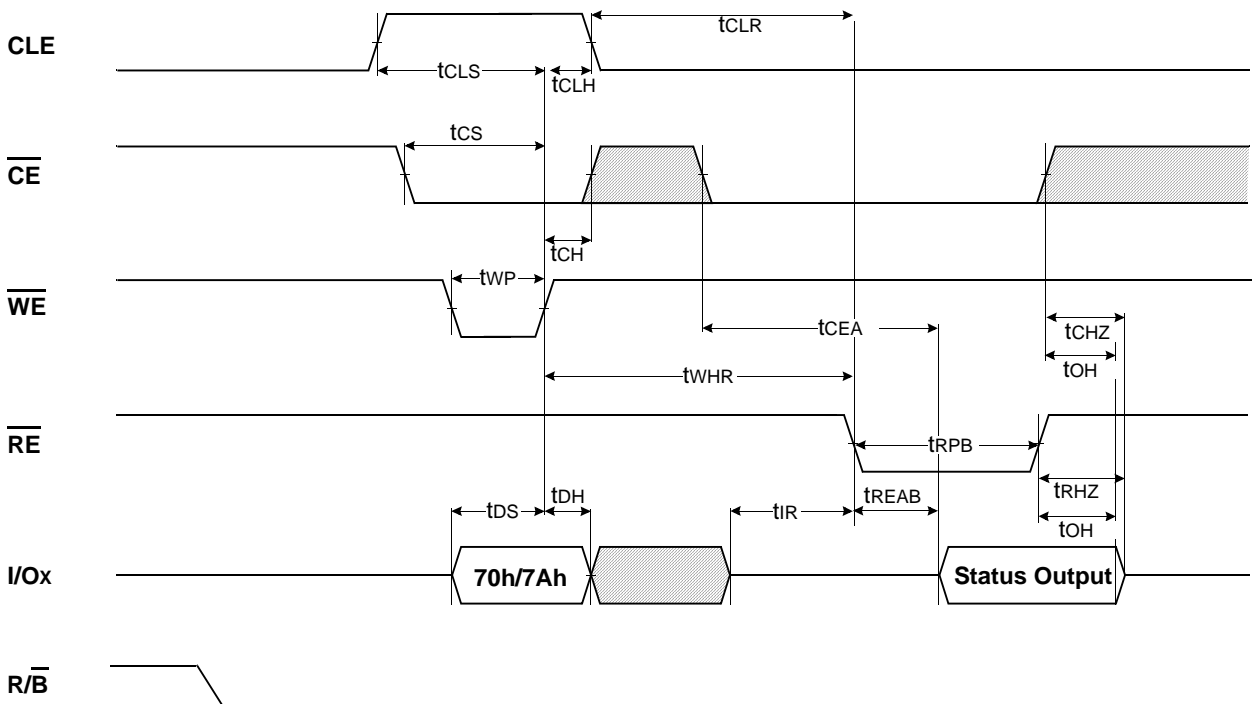 CLE
tCLR
tCLS
tCLH
tCS
CE
tCH
tWP
WE
tCEA
tCHZ
tOH
tWHR
RE
tRPB
tRHZ
tDS
tDH
tIR
tREAB
tOH
I/Ox
70h/7Ah
Status Output
R/B